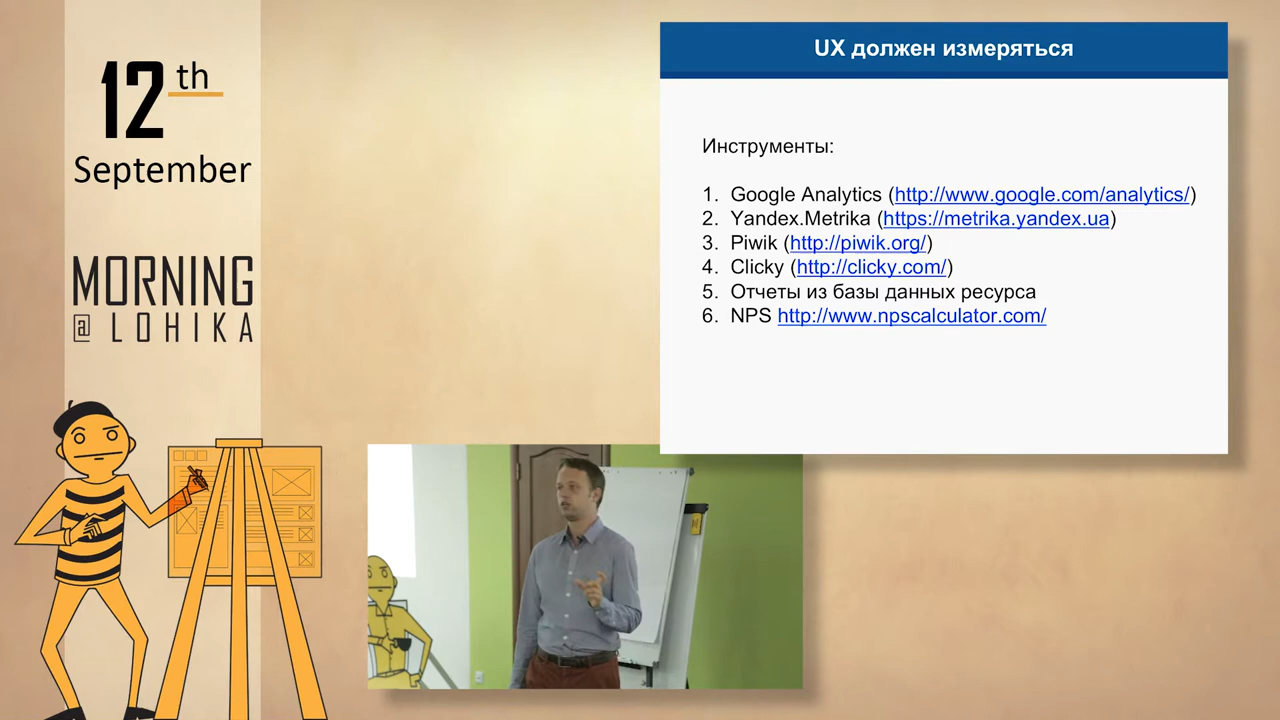 12th
September
MORNING
@ LOHIKA
UX должен измеряться
Инструменты:
1. Google Analytics (http://www.google.com/analytics/)
2. Yandex.Metrika (https://metrika.yandex.ua)
3. Piwik (http://piwik.org/)
4. Clicky (http://clicky.com/)
5. Отчеты из базы данных ресурса
6. NPS http://www.npscalculator.com/